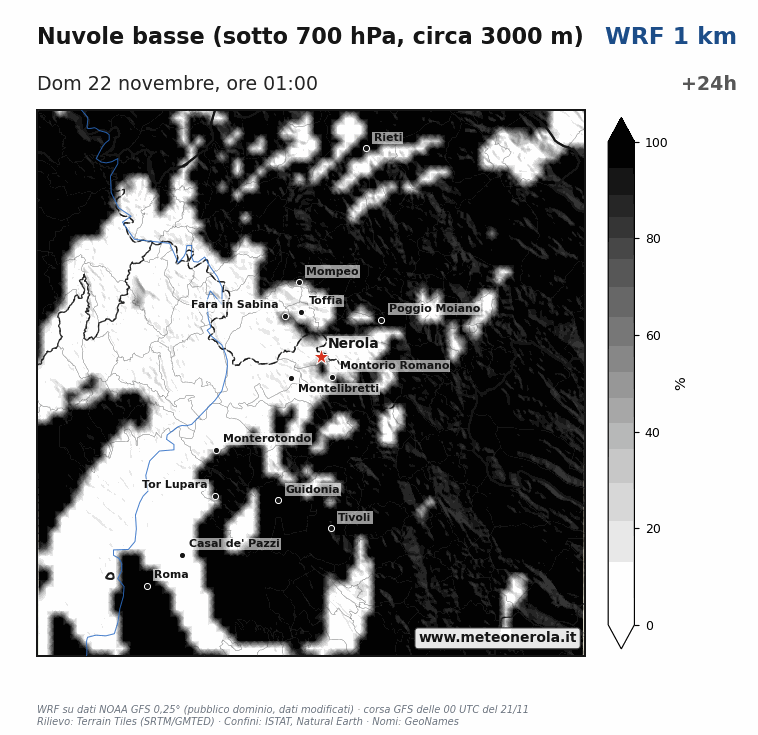 Nuvole basse (sotto 700 hPa, circa 3000 m) WRF 1 km
Dom 22 novembre, ore 01:00 +24h
Rieti
100
80
60
40
20
0
%
Mompeo
Fara in Sabina
Toffia
Poggio Moiano
Nerola
Montorio Romano
Montelibretti
Monterotondo
Tor Lupara
Guidonia
Tivoli
Casal de' Pazzi
Roma
www.meteonerola.it
WRF su dati NOAA GFS 0,25° (pubblico dominio, dati modificati) · corsa GFS delle 00 UTC del 21/11
Rilievo: Terrain Tiles (SRTM/GMTED) · Confini: ISTAT, Natural Earth · Nomi: GeoNames